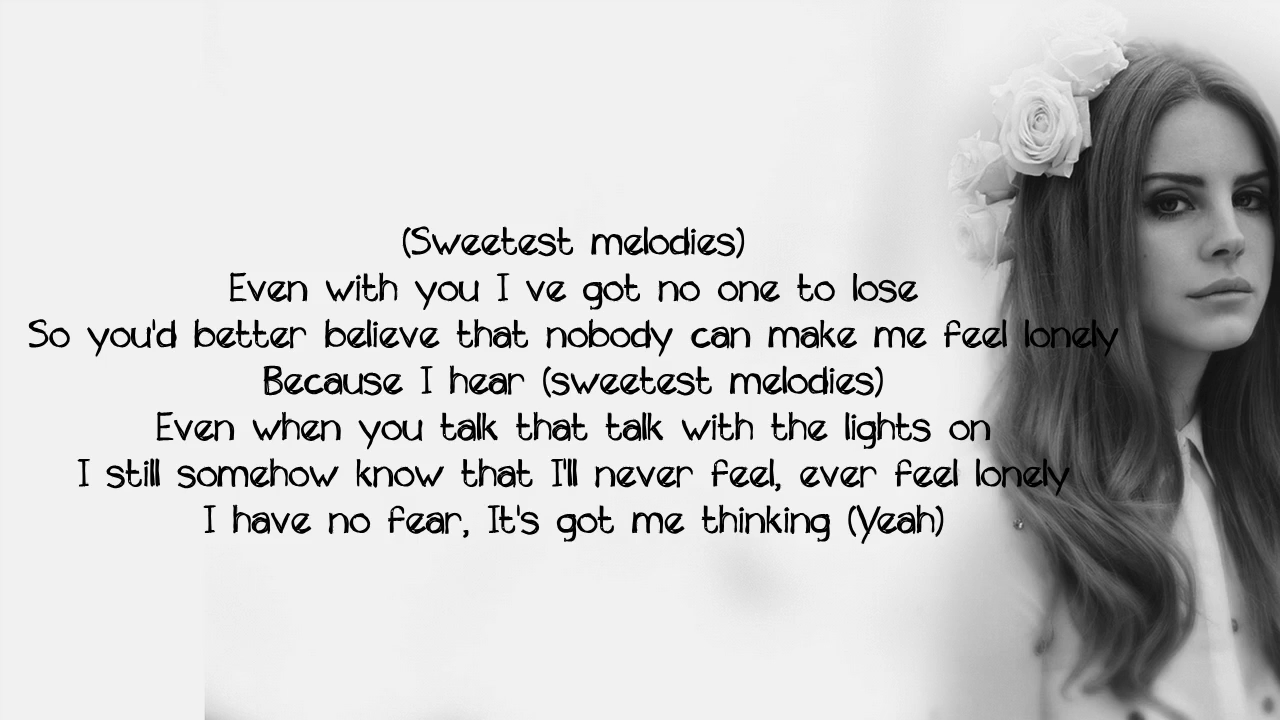 (Sweetest melodies)
Even with you I ve got no one to lose
So you'd better believe that nobody can make me feel lonely
Because I hear (sweetest melodies)
Even when you talk that talk with the lights on
I still somehow know that I'll never feel, ever feel lonely
I have no fear, It's got me thinking (Yeah)